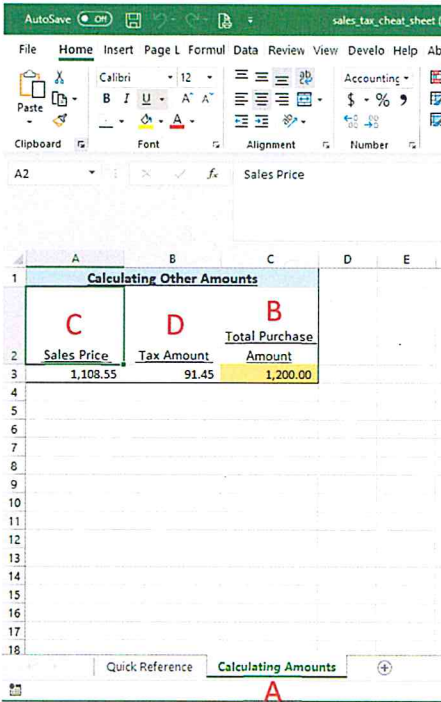 AutoSave Off sales_tax_cheat_sheet
File Home Insert Page L Formul Data Review View Develo Help Ab
Calibri 12 Accounting
Paste B I U A A $ % 9
A
Clipboard Font Alignment Number
A2 fx Sales Price
A B C D E
1 Calculating Other Amounts
C D B
Total Purchase
2 Sales Price Tax Amount Amount
3 1,108.55 91.45 1,200.00
4
5
6
7
8
9
10
11
12
13
14
15
16
17
18
Quick Reference Calculating Amounts
A